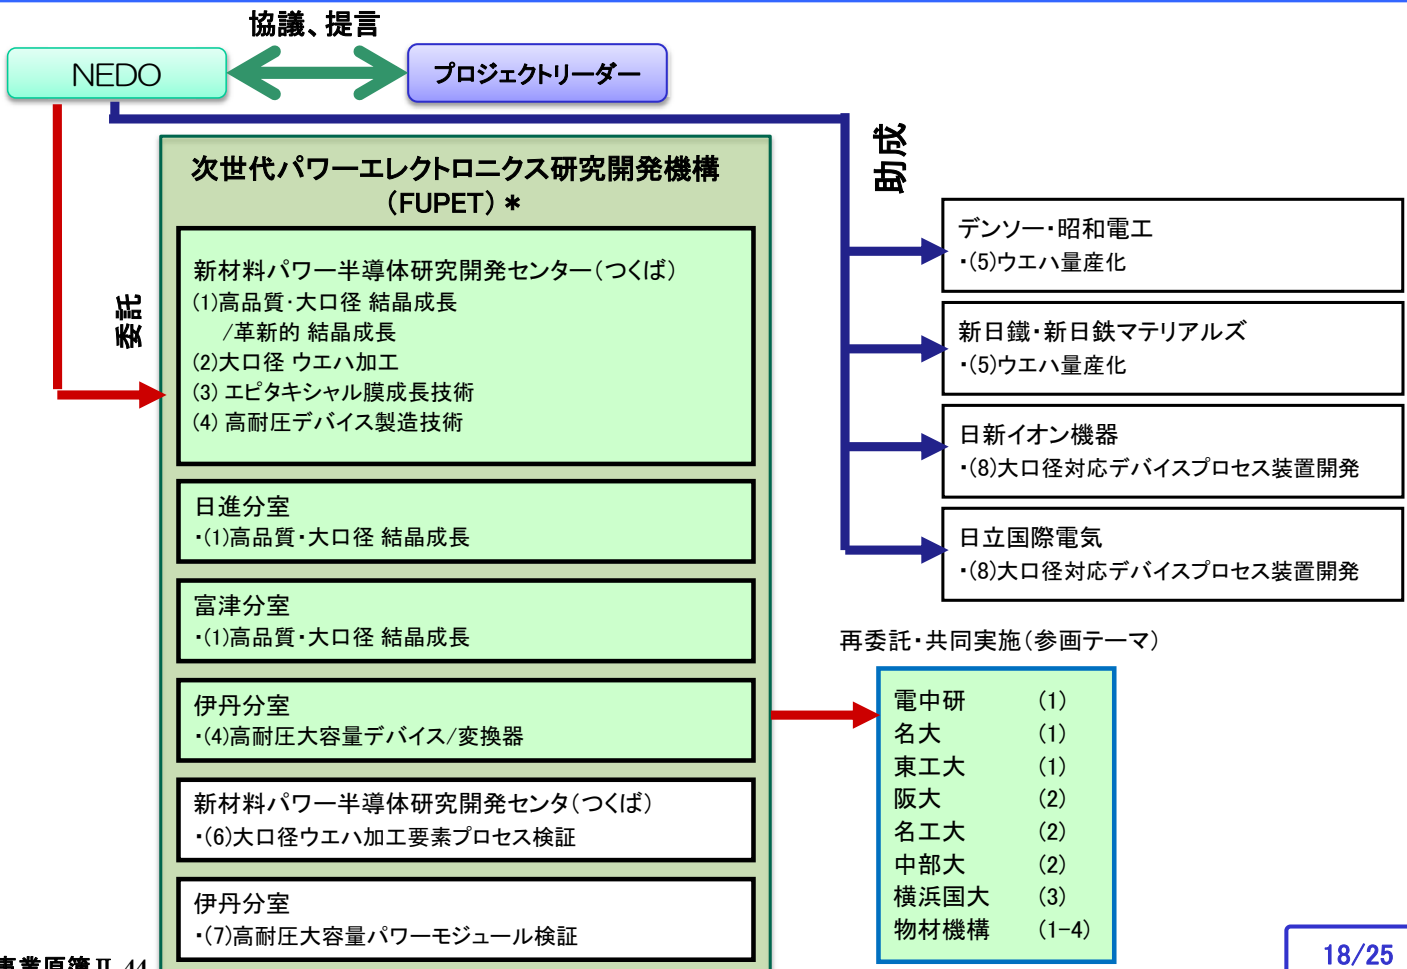 協議、提言
NEDO
プロジェクトリーダー
助成
委託
次世代パワーエレクトロニクス研究開発機構
(FUPET)*
新材料パワー半導体研究開発センター(つくば)
(1)高品質・大口径 結晶成長
/革新的 結晶成長
(2)大口径 ウエハ加工
(3) エピタキシャル膜成長技術
(4) 高耐圧デバイス製造技術
日進分室
・(1)高品質・大口径 結晶成長
富津分室
・(1)高品質・大口径 結晶成長
伊丹分室
・(4)高耐圧大容量デバイス/変換器
新材料パワー半導体研究開発センタ(つくば)
・(6)大口径ウエハ加工要素プロセス検証
伊丹分室
・(7)高耐圧大容量パワーモジュール検証
デンソー・昭和電工
・(5)ウエハ量産化
新日鐵・新日鉄マテリアルズ
・(5)ウエハ量産化
日新イオン機器
・(8)大口径対応デバイスプロセス装置開発
日立国際電気
・(8)大口径対応デバイスプロセス装置開発
再委託・共同実施(参画テーマ)
電中研 (1)
名大 (1)
東工大 (1)
阪大 (2)
名工大 (2)
中部大 (2)
横浜国大 (3)
物材機構 (1-4)
事業原簿 Ⅱ-44
18/25